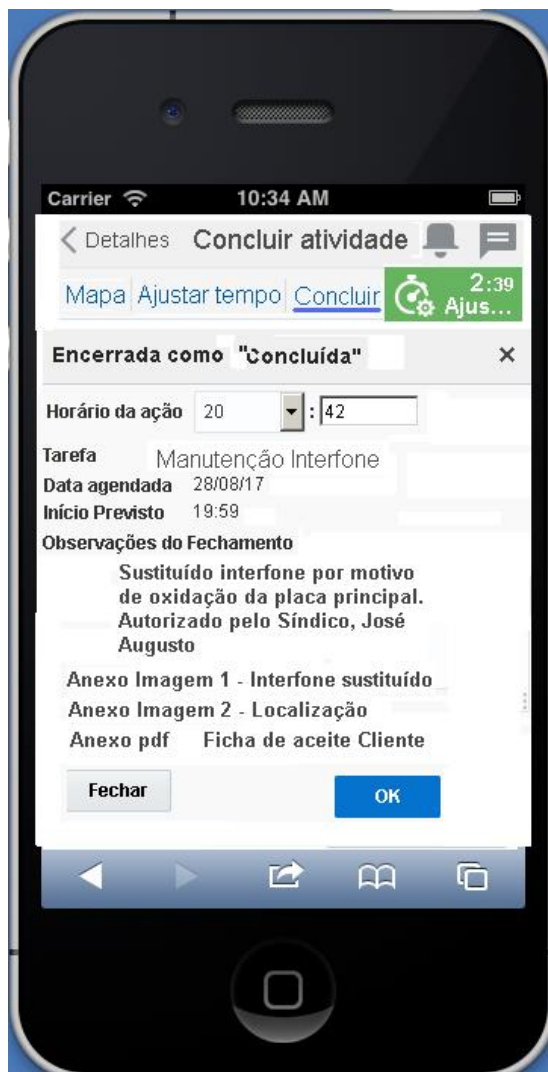 Carrier 10:34 AM
Detalhes Concluir atividade
Mapa Ajustar tempo Concluir 2:39
Ajus...
Encerrada como "Concluída" ×
Horário da ação 20 : 42
Tarefa Manutenção Interfone
Data agendada 28/08/17
Início Previsto 19:59
Observações do Fechamento
Sustituído interfone por motivo
de oxidação da placa principal.
Autorizado pelo Síndico, José
Augusto
Anexo Imagem 1 - Interfone sustituído
Anexo Imagem 2 - Localização
Anexo pdf Ficha de aceite Cliente
Fechar OK